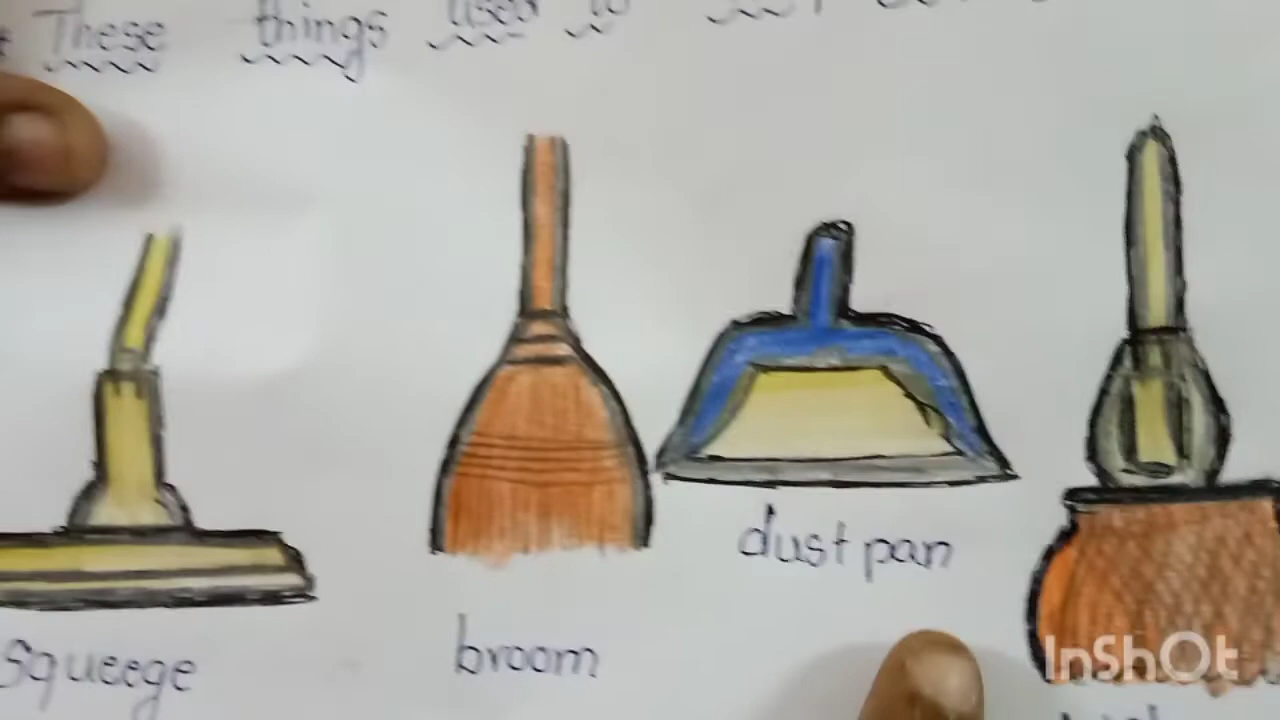 These things used to
squeege
broom
dust pan
InShOt